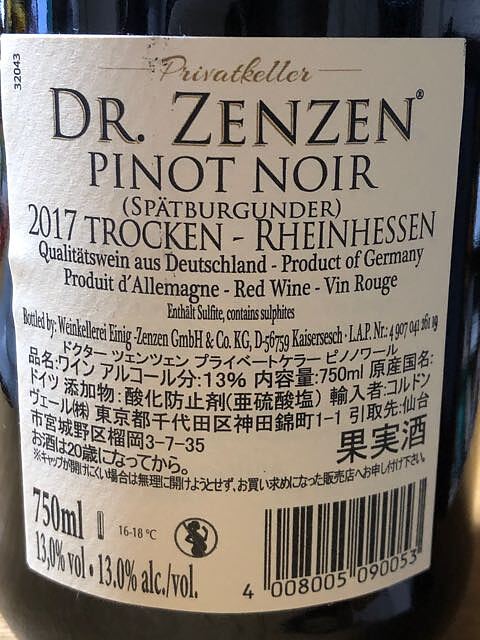 32043
Privatkeller
DR. ZENZEN®
PINOT NOIR
(SPÄTBURGUNDER)
2017 TROCKEN - RHEINHESSEN
Qualitätswein aus Deutschland - Product of Germany
Produit d´Allemagne - Red Wine - Vin Rouge
Enthält Sulfite, contains sulphites
Bottled by: Weinkellerei Einig -Zenzen GmbH & Co. KG, D-56759 Kaisersesch · L.A.P. Nr.: 4 907 041 261 19
ドクター ツェンツェン プライベートケラー ピノノワール
品名:ワイン アルコール分:13% 内容量:750ml 原産国名:
ドイツ 添加物:酸化防止剤(亜硫酸塩) 輸入者:コルドン
ヴェール㈱ 東京都千代田区神田錦町1-1 引取先:仙台
市宮城野区榴岡3-7-35
お酒は20歳になってから。
果実酒
※キャップが開けにくい場合は無理に開けようとせず、お買い求めになった販売店へお申し付け下さい。
750ml
16-18 °C
13,0% vol • 13.0% alc./vol.
4 008005 090053